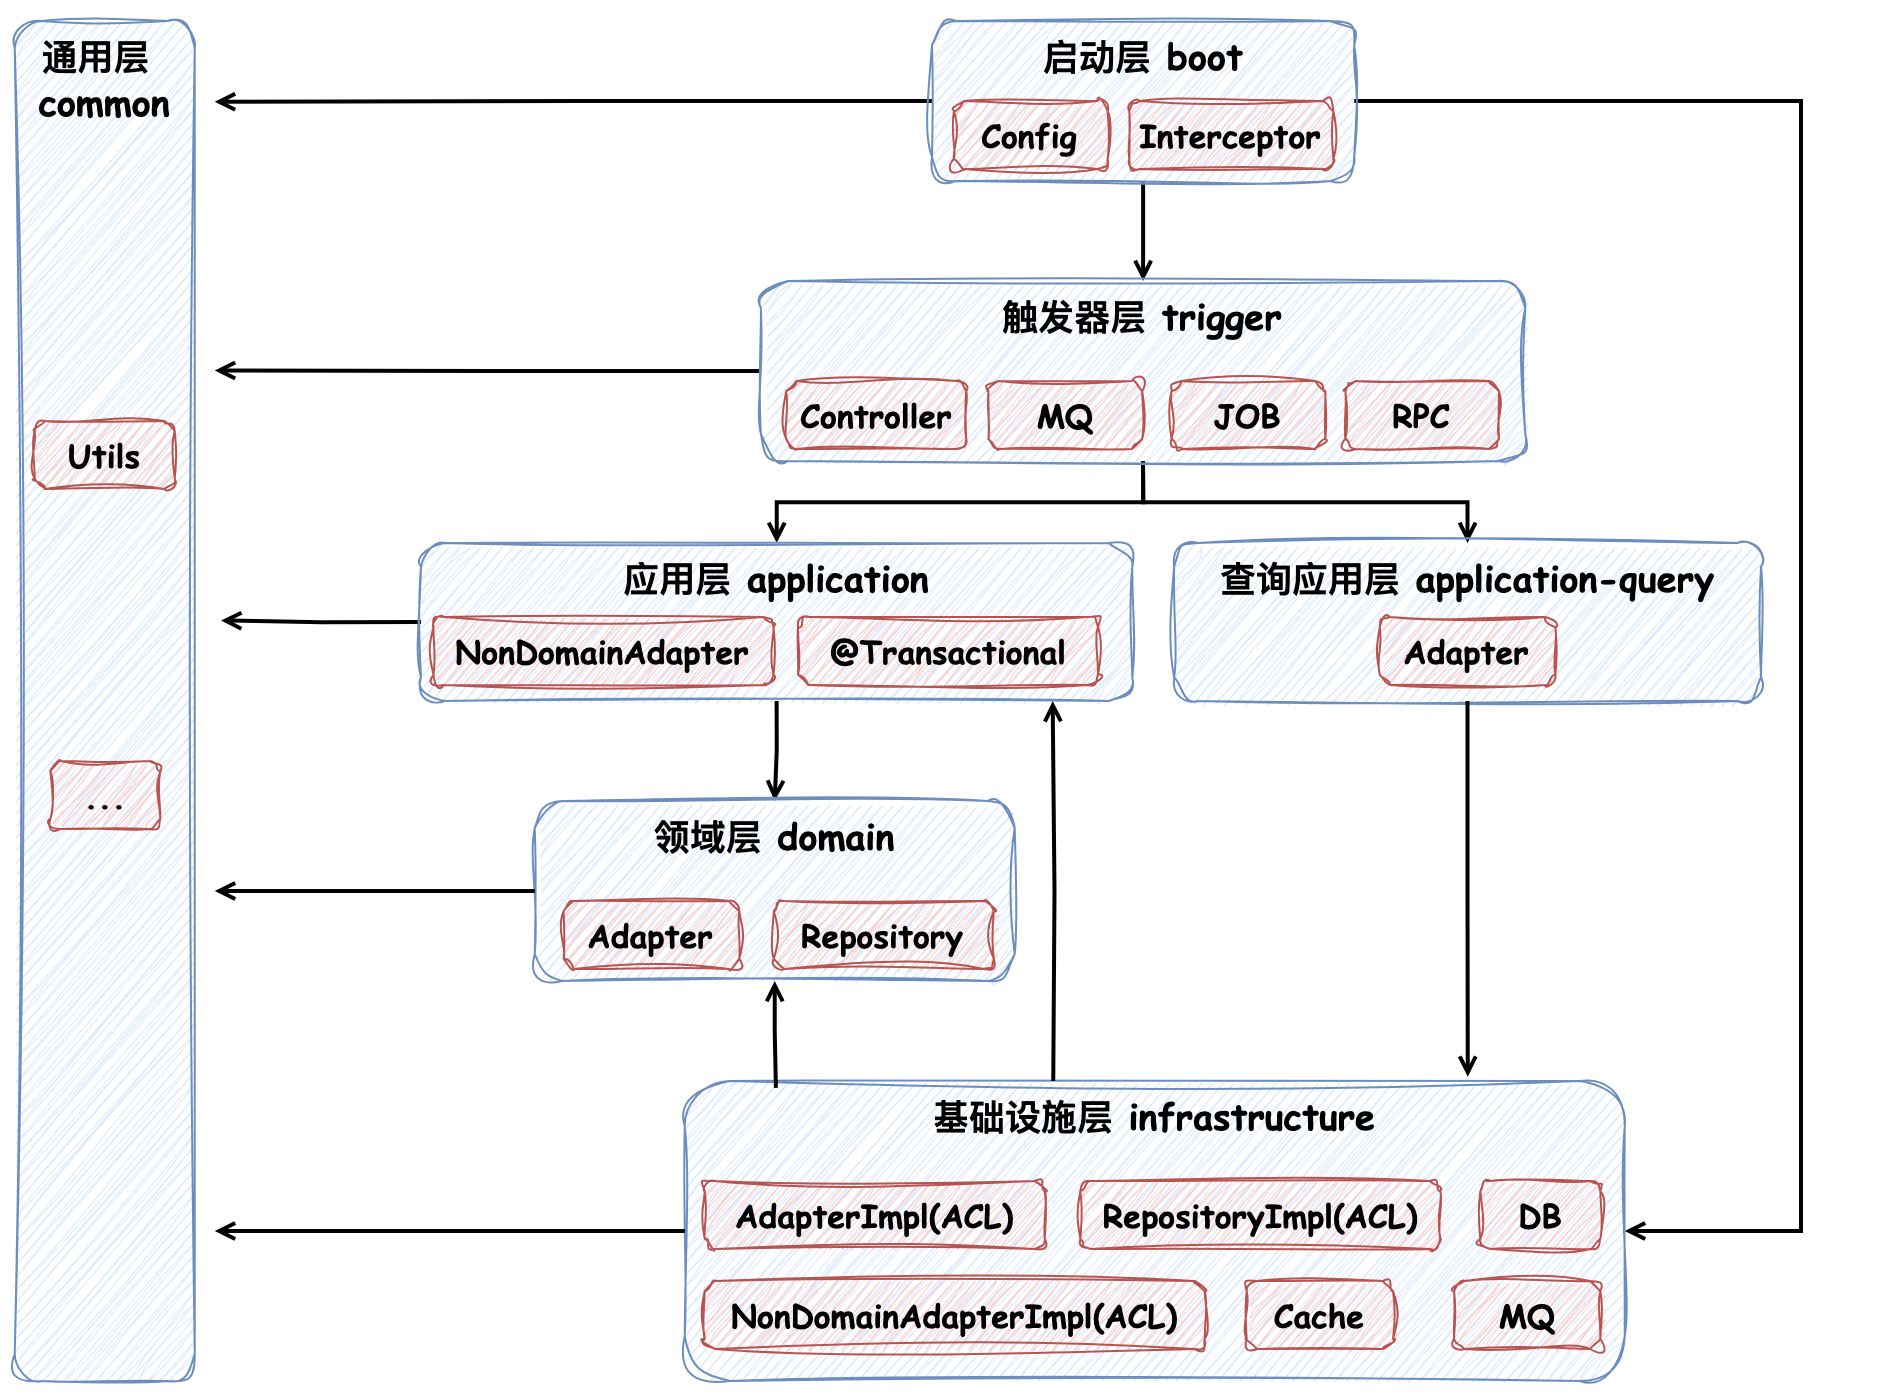 通用层
common
Utils
...
启动层 boot
Config
Interceptor
触发器层 trigger
Controller
MQ
JOB
RPC
应用层 application
NonDomainAdapter
@Transactional
查询应用层 application-query
Adapter
领域层 domain
Adapter
Repository
基础设施层 infrastructure
AdapterImpl(ACL)
RepositoryImpl(ACL)
DB
NonDomainAdapterImpl(ACL)
Cache
MQ